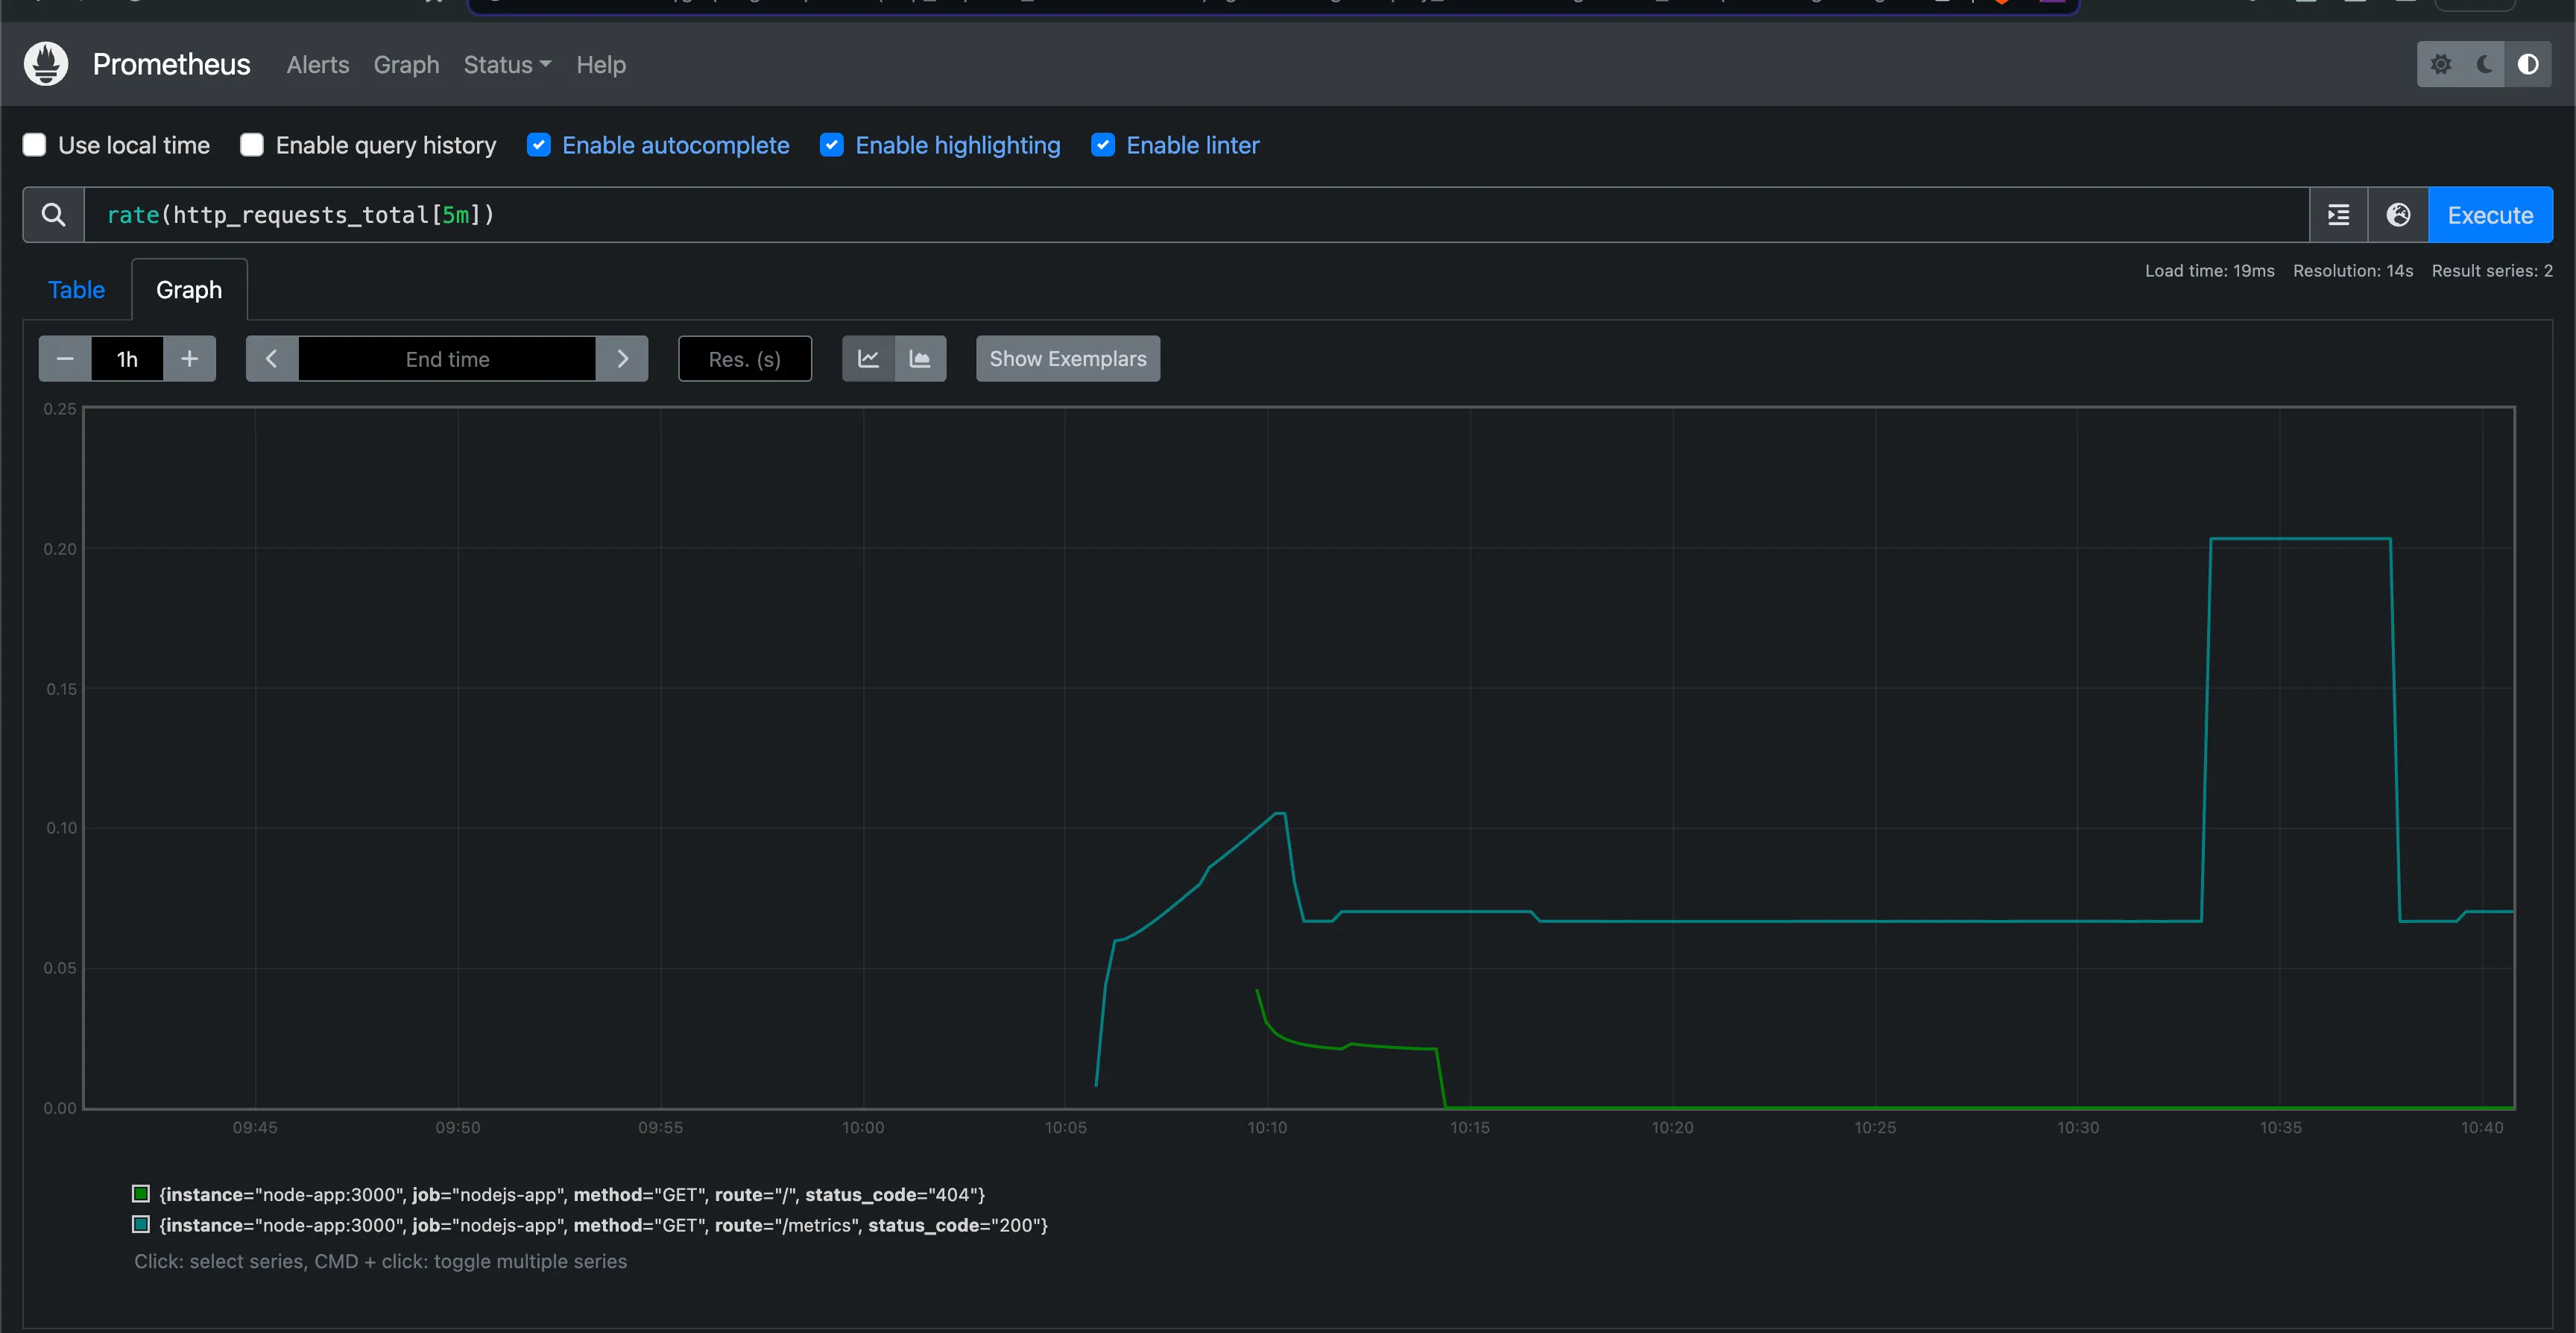 Prometheus Alerts Graph Status Help
Use local time Enable query history Enable autocomplete Enable highlighting Enable linter
rate(http_requests_total[5m]) Execute
Table Graph Load time: 19ms Resolution: 14s Result series: 2
− 1h + End time Res. (s) Show Exemplars
0.25
0.20
0.15
0.10
0.05
0.00
09:45 09:50 09:55 10:00 10:05 10:10 10:15 10:20 10:25 10:30 10:35 10:40
{instance="node-app:3000", job="nodejs-app", method="GET", route="/", status_code="404"}
{instance="node-app:3000", job="nodejs-app", method="GET", route="/metrics", status_code="200"}
Click: select series, CMD + click: toggle multiple series